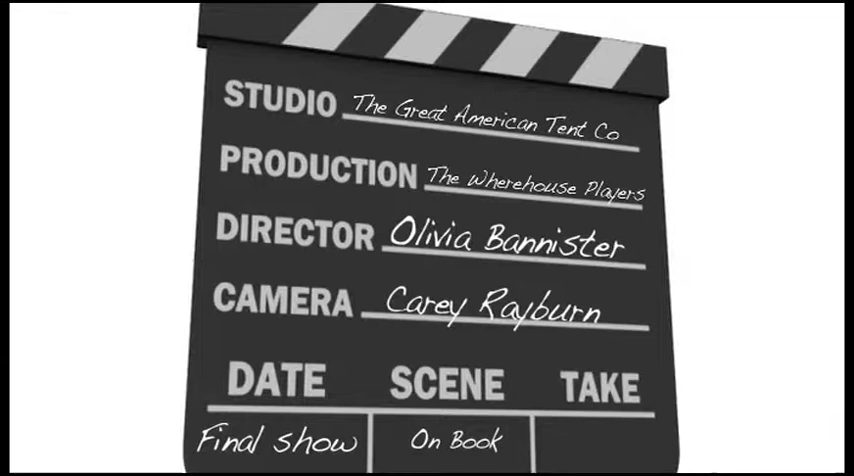 STUDIO The Great American Tent Co
PRODUCTION The Wherehouse Players
DIRECTOR Olivia Bannister
CAMERA Carey Rayburn
DATE SCENE TAKE
Final show On Book